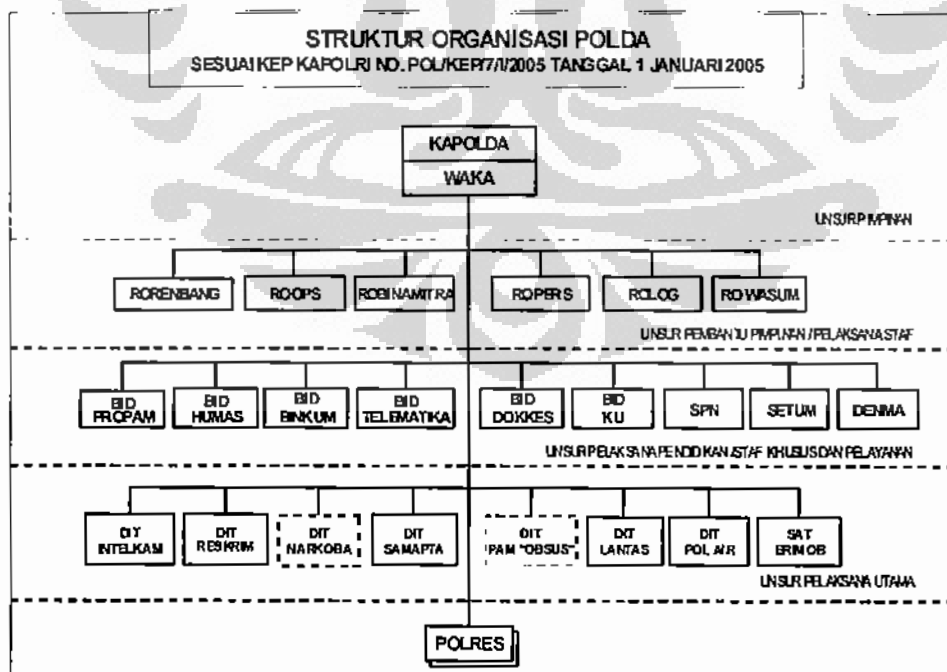 STRUKTUR ORGANISASI POLDA
SESUAI KEP KAPOLRI NO. POL/KEP/7/I/2005 TANGGAL 1 JANUARI 2005
KAPOLDA
WAKA
UNSUR PIMPINAN
RORENBANG RO-OPS ROBINAMITRA ROPERS ROLOG ROWASUM
UNSUR PEMBANTU PIMPINAN / PELAKSANA STAF
BID PROPAM
BID HUMAS
BID BINKUM
BID TELEMATIKA
BID DOKKES
BID KU
SPN
SETUM
DENMA
UNSUR PELAKSANA PENDIDIKAN/STAF KHUSUS DAN PELAYANAN
DIT INTELKAM
DIT RESKRIM
DIT NARKOBA
DIT SAMAPTA
DIT PAM "OBSUS"
DIT LANTAS
DIT POL AIR
SAT BRIMOB
UNSUR PELAKSANA UTAMA
POLRES